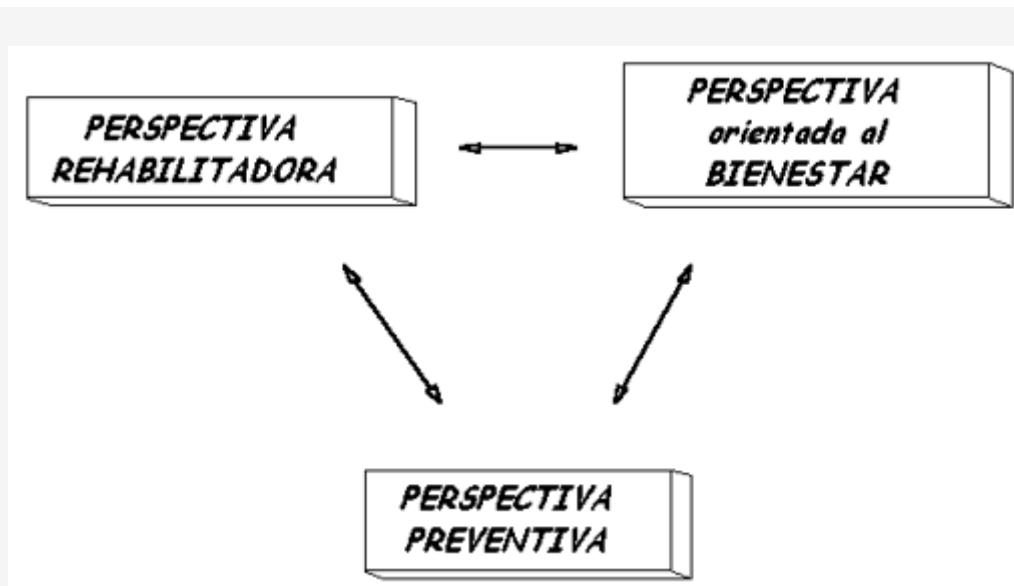 PERSPECTIVA
REHABILITADORA
PERSPECTIVA
orientada al
BIENESTAR
PERSPECTIVA
PREVENTIVA